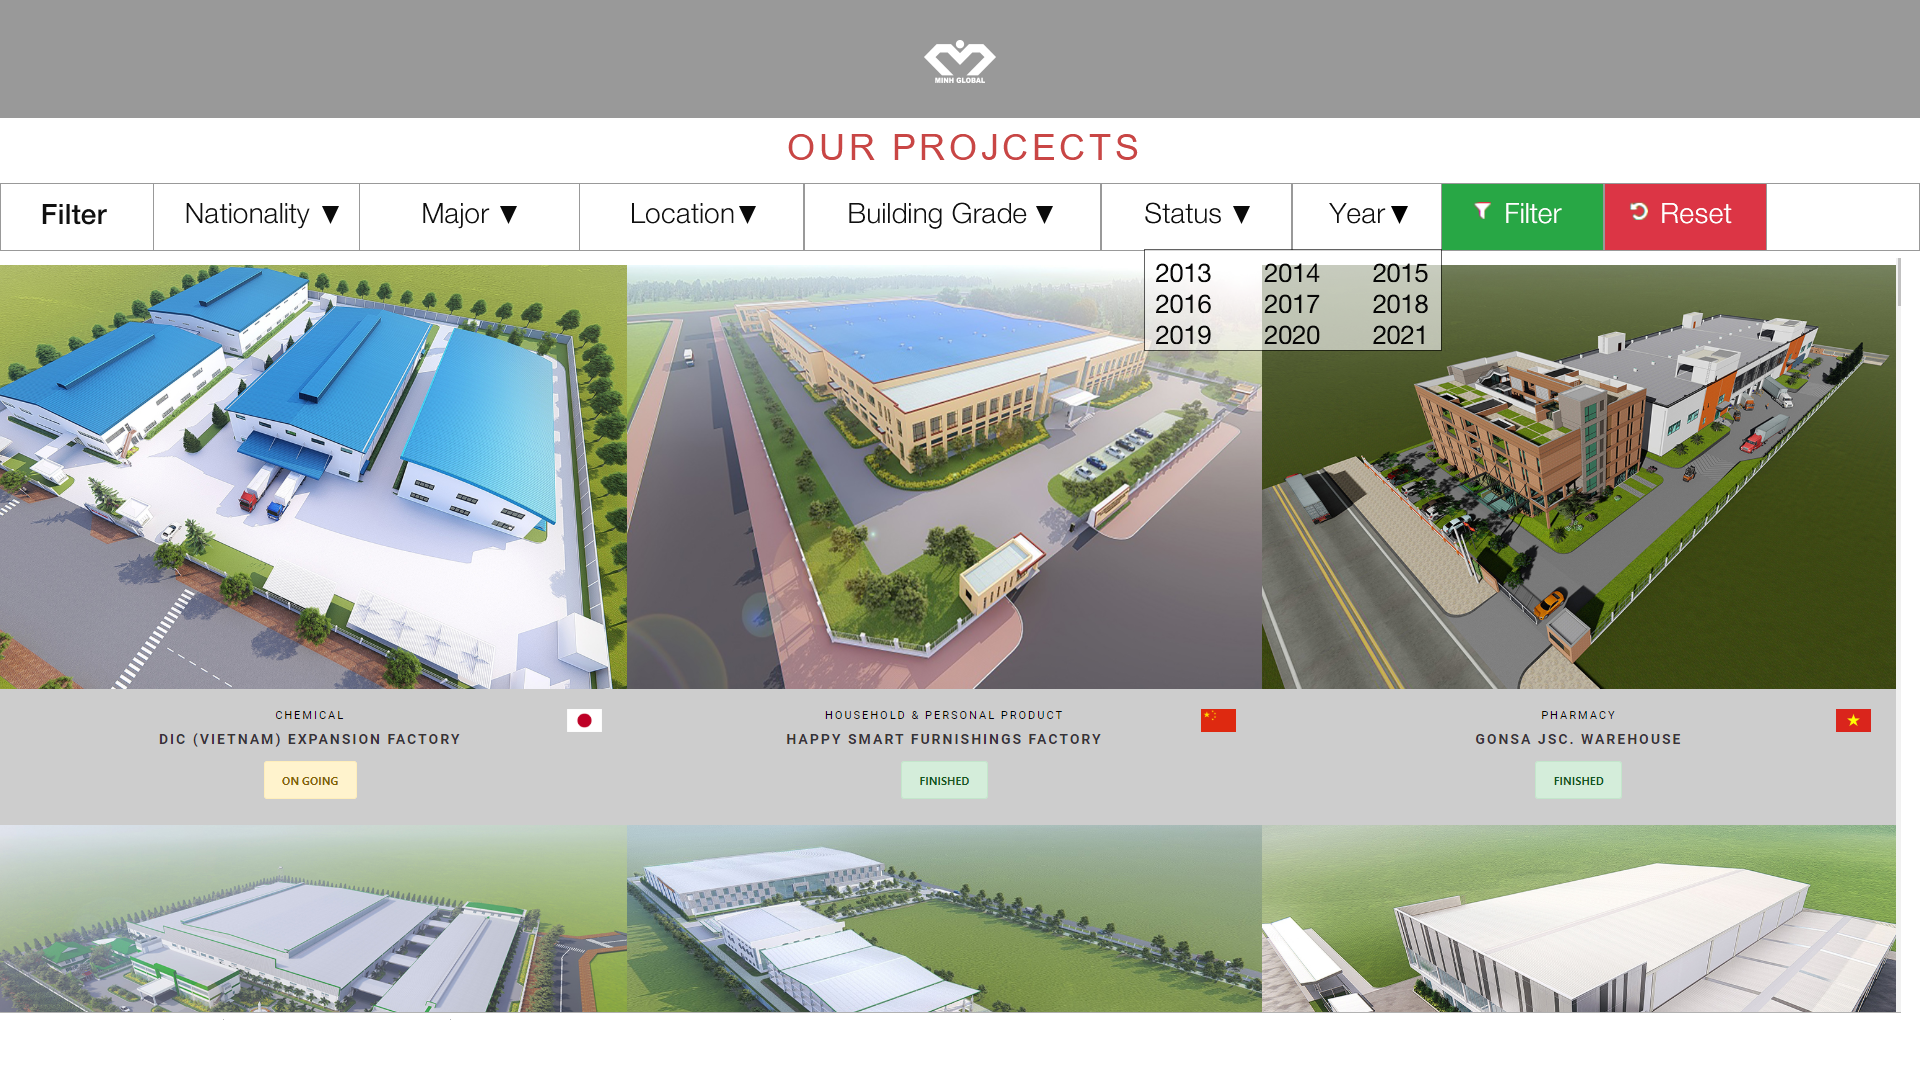 MINH GLOBAL
OUR PROJCECTS
Filter
Nationality ▼
Major ▼
Location ▼
Building Grade ▼
Status ▼
Year ▼
Filter
Reset
2013 2014 2015
2016 2017 2018
2019 2020 2021
CHEMICAL
DIC (VIETNAM) EXPANSION FACTORY
ON GOING
HOUSEHOLD & PERSONAL PRODUCT
HAPPY SMART FURNISHINGS FACTORY
FINISHED
PHARMACY
GONSA JSC. WAREHOUSE
FINISHED